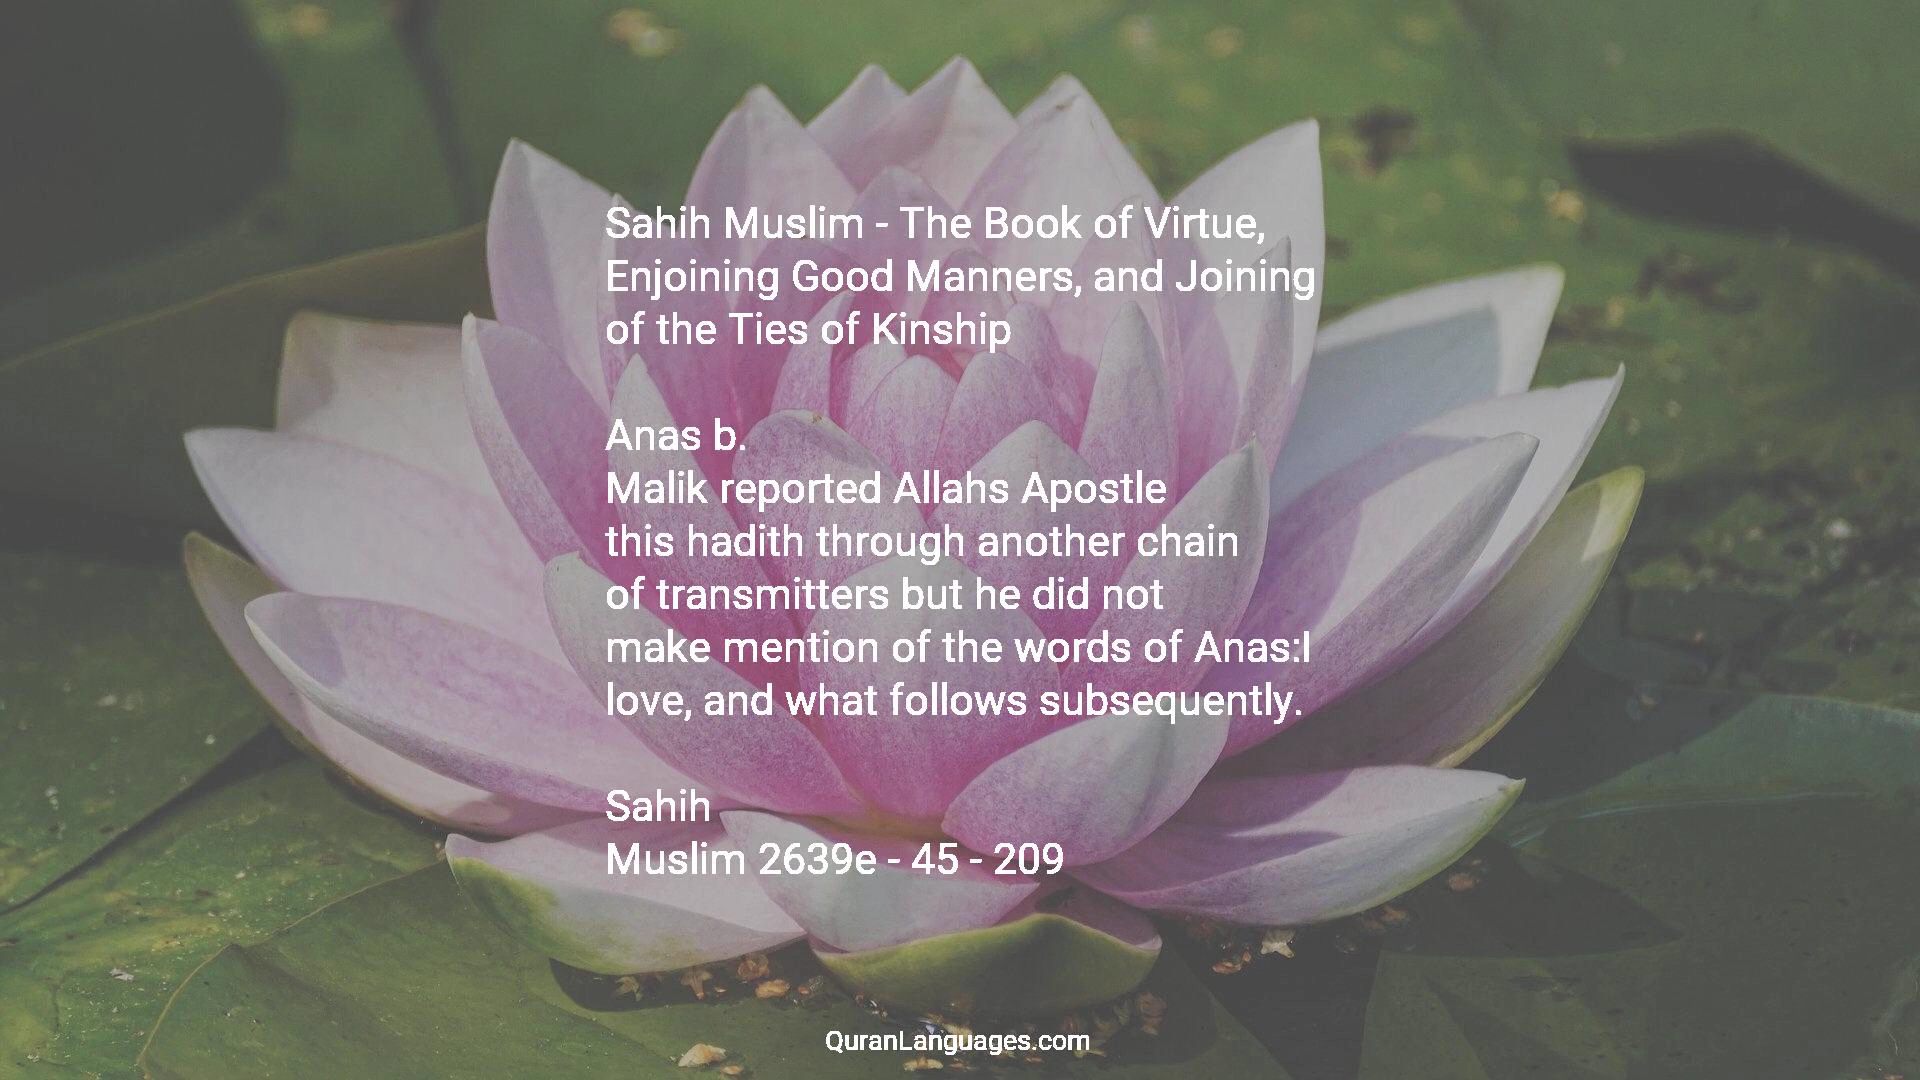 Sahih Muslim - The Book of Virtue,
Enjoining Good Manners, and Joining
of the Ties of Kinship
Anas b.
Malik reported Allahs Apostle
this hadith through another chain
of transmitters but he did not
make mention of the words of Anas:I
love, and what follows subsequently.
Sahih
Muslim 2639e - 45 - 209
QuranLanguages.com